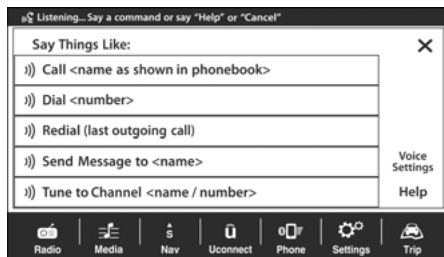 Listening...Say a command or say "Help" or "Cancel"
Say Things Like:
Call <name as shown in phonebook>
Dial <number>
Redial (last outgoing call)
Send Message to <name>
Tune to Channel <name / number>
Voice
Settings
Help
Radio Media Nav Uconnect Phone Settings Trip